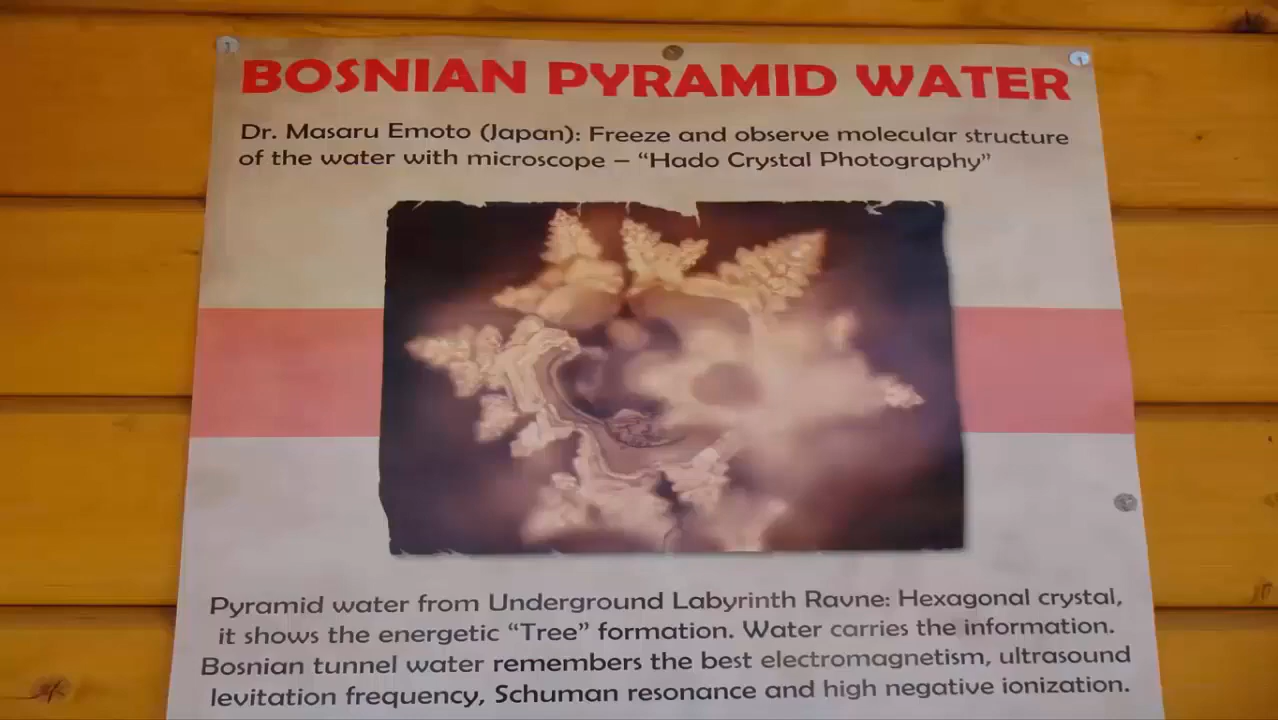 BOSNIAN PYRAMID WATER
Dr. Masaru Emoto (Japan): Freeze and observe molecular structure
of the water with microscope – “Hado Crystal Photography”
Pyramid water from Underground Labyrinth Ravne: Hexagonal crystal,
it shows the energetic “Tree” formation. Water carries the information.
Bosnian tunnel water remembers the best electromagnetism, ultrasound
levitation frequency, Schuman resonance and high negative ionization.